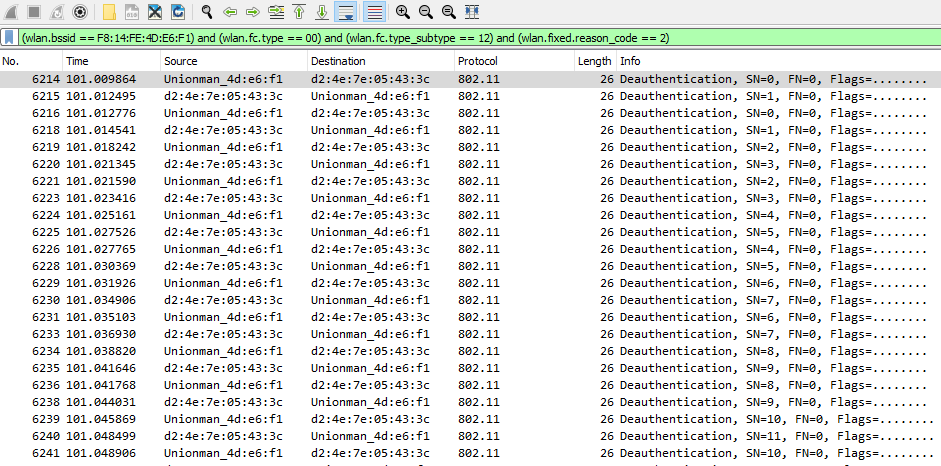 (wlan.bssid == F8:14:FE:4D:E6:F1) and (wlan.fc.type == 00) and (wlan.fc.type_subtype == 12) and (wlan.fixed.reason_code == 2)
No. Time Source Destination Protocol Length Info
6214 101.009864 Unionman_4d:e6:f1 d2:4e:7e:05:43:3c 802.11 26 Deauthentication, SN=0, FN=0, Flags=........
6215 101.012495 d2:4e:7e:05:43:3c Unionman_4d:e6:f1 802.11 26 Deauthentication, SN=1, FN=0, Flags=........
6216 101.012776 Unionman_4d:e6:f1 d2:4e:7e:05:43:3c 802.11 26 Deauthentication, SN=0, FN=0, Flags=........
6218 101.014541 d2:4e:7e:05:43:3c Unionman_4d:e6:f1 802.11 26 Deauthentication, SN=1, FN=0, Flags=........
6219 101.018242 Unionman_4d:e6:f1 d2:4e:7e:05:43:3c 802.11 26 Deauthentication, SN=2, FN=0, Flags=........
6220 101.021345 d2:4e:7e:05:43:3c Unionman_4d:e6:f1 802.11 26 Deauthentication, SN=3, FN=0, Flags=........
6221 101.021590 Unionman_4d:e6:f1 d2:4e:7e:05:43:3c 802.11 26 Deauthentication, SN=2, FN=0, Flags=........
6223 101.023416 d2:4e:7e:05:43:3c Unionman_4d:e6:f1 802.11 26 Deauthentication, SN=3, FN=0, Flags=........
6224 101.025161 Unionman_4d:e6:f1 d2:4e:7e:05:43:3c 802.11 26 Deauthentication, SN=4, FN=0, Flags=........
6225 101.027526 d2:4e:7e:05:43:3c Unionman_4d:e6:f1 802.11 26 Deauthentication, SN=5, FN=0, Flags=........
6226 101.027765 Unionman_4d:e6:f1 d2:4e:7e:05:43:3c 802.11 26 Deauthentication, SN=4, FN=0, Flags=........
6228 101.030369 d2:4e:7e:05:43:3c Unionman_4d:e6:f1 802.11 26 Deauthentication, SN=5, FN=0, Flags=........
6229 101.031926 Unionman_4d:e6:f1 d2:4e:7e:05:43:3c 802.11 26 Deauthentication, SN=6, FN=0, Flags=........
6230 101.034906 d2:4e:7e:05:43:3c Unionman_4d:e6:f1 802.11 26 Deauthentication, SN=7, FN=0, Flags=........
6231 101.035103 Unionman_4d:e6:f1 d2:4e:7e:05:43:3c 802.11 26 Deauthentication, SN=6, FN=0, Flags=........
6233 101.036930 d2:4e:7e:05:43:3c Unionman_4d:e6:f1 802.11 26 Deauthentication, SN=7, FN=0, Flags=........
6234 101.038820 Unionman_4d:e6:f1 d2:4e:7e:05:43:3c 802.11 26 Deauthentication, SN=8, FN=0, Flags=........
6235 101.041646 d2:4e:7e:05:43:3c Unionman_4d:e6:f1 802.11 26 Deauthentication, SN=9, FN=0, Flags=........
6236 101.041768 Unionman_4d:e6:f1 d2:4e:7e:05:43:3c 802.11 26 Deauthentication, SN=8, FN=0, Flags=........
6238 101.044031 d2:4e:7e:05:43:3c Unionman_4d:e6:f1 802.11 26 Deauthentication, SN=9, FN=0, Flags=........
6239 101.045869 Unionman_4d:e6:f1 d2:4e:7e:05:43:3c 802.11 26 Deauthentication, SN=10, FN=0, Flags=........
6240 101.048499 d2:4e:7e:05:43:3c Unionman_4d:e6:f1 802.11 26 Deauthentication, SN=11, FN=0, Flags=........
6241 101.048906 Unionman_4d:e6:f1 d2:4e:7e:05:43:3c 802.11 26 Deauthentication, SN=10, FN=0, Flags=........